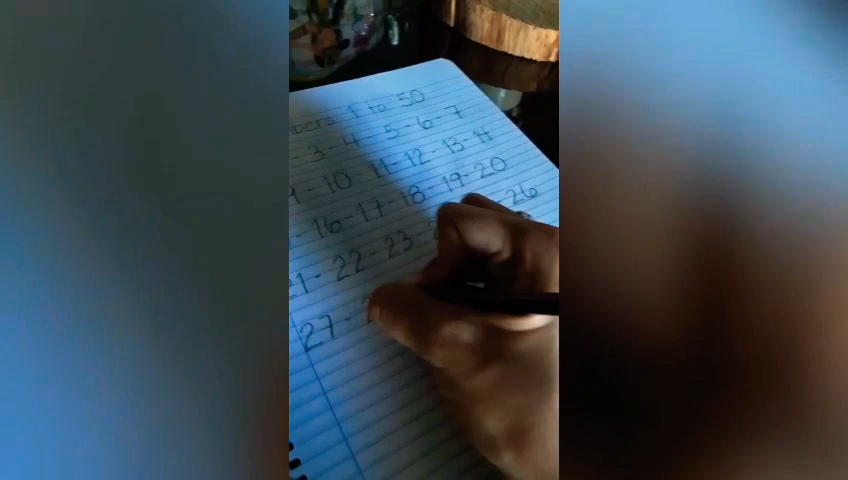 1 to 50
- 3 - 4 5 - 6 - 7
- 10 - 11 - 12 - 13 - 14
- 16 - 17 - 18 - 19 - 20
21 - 22 - 23 - 26
27 -